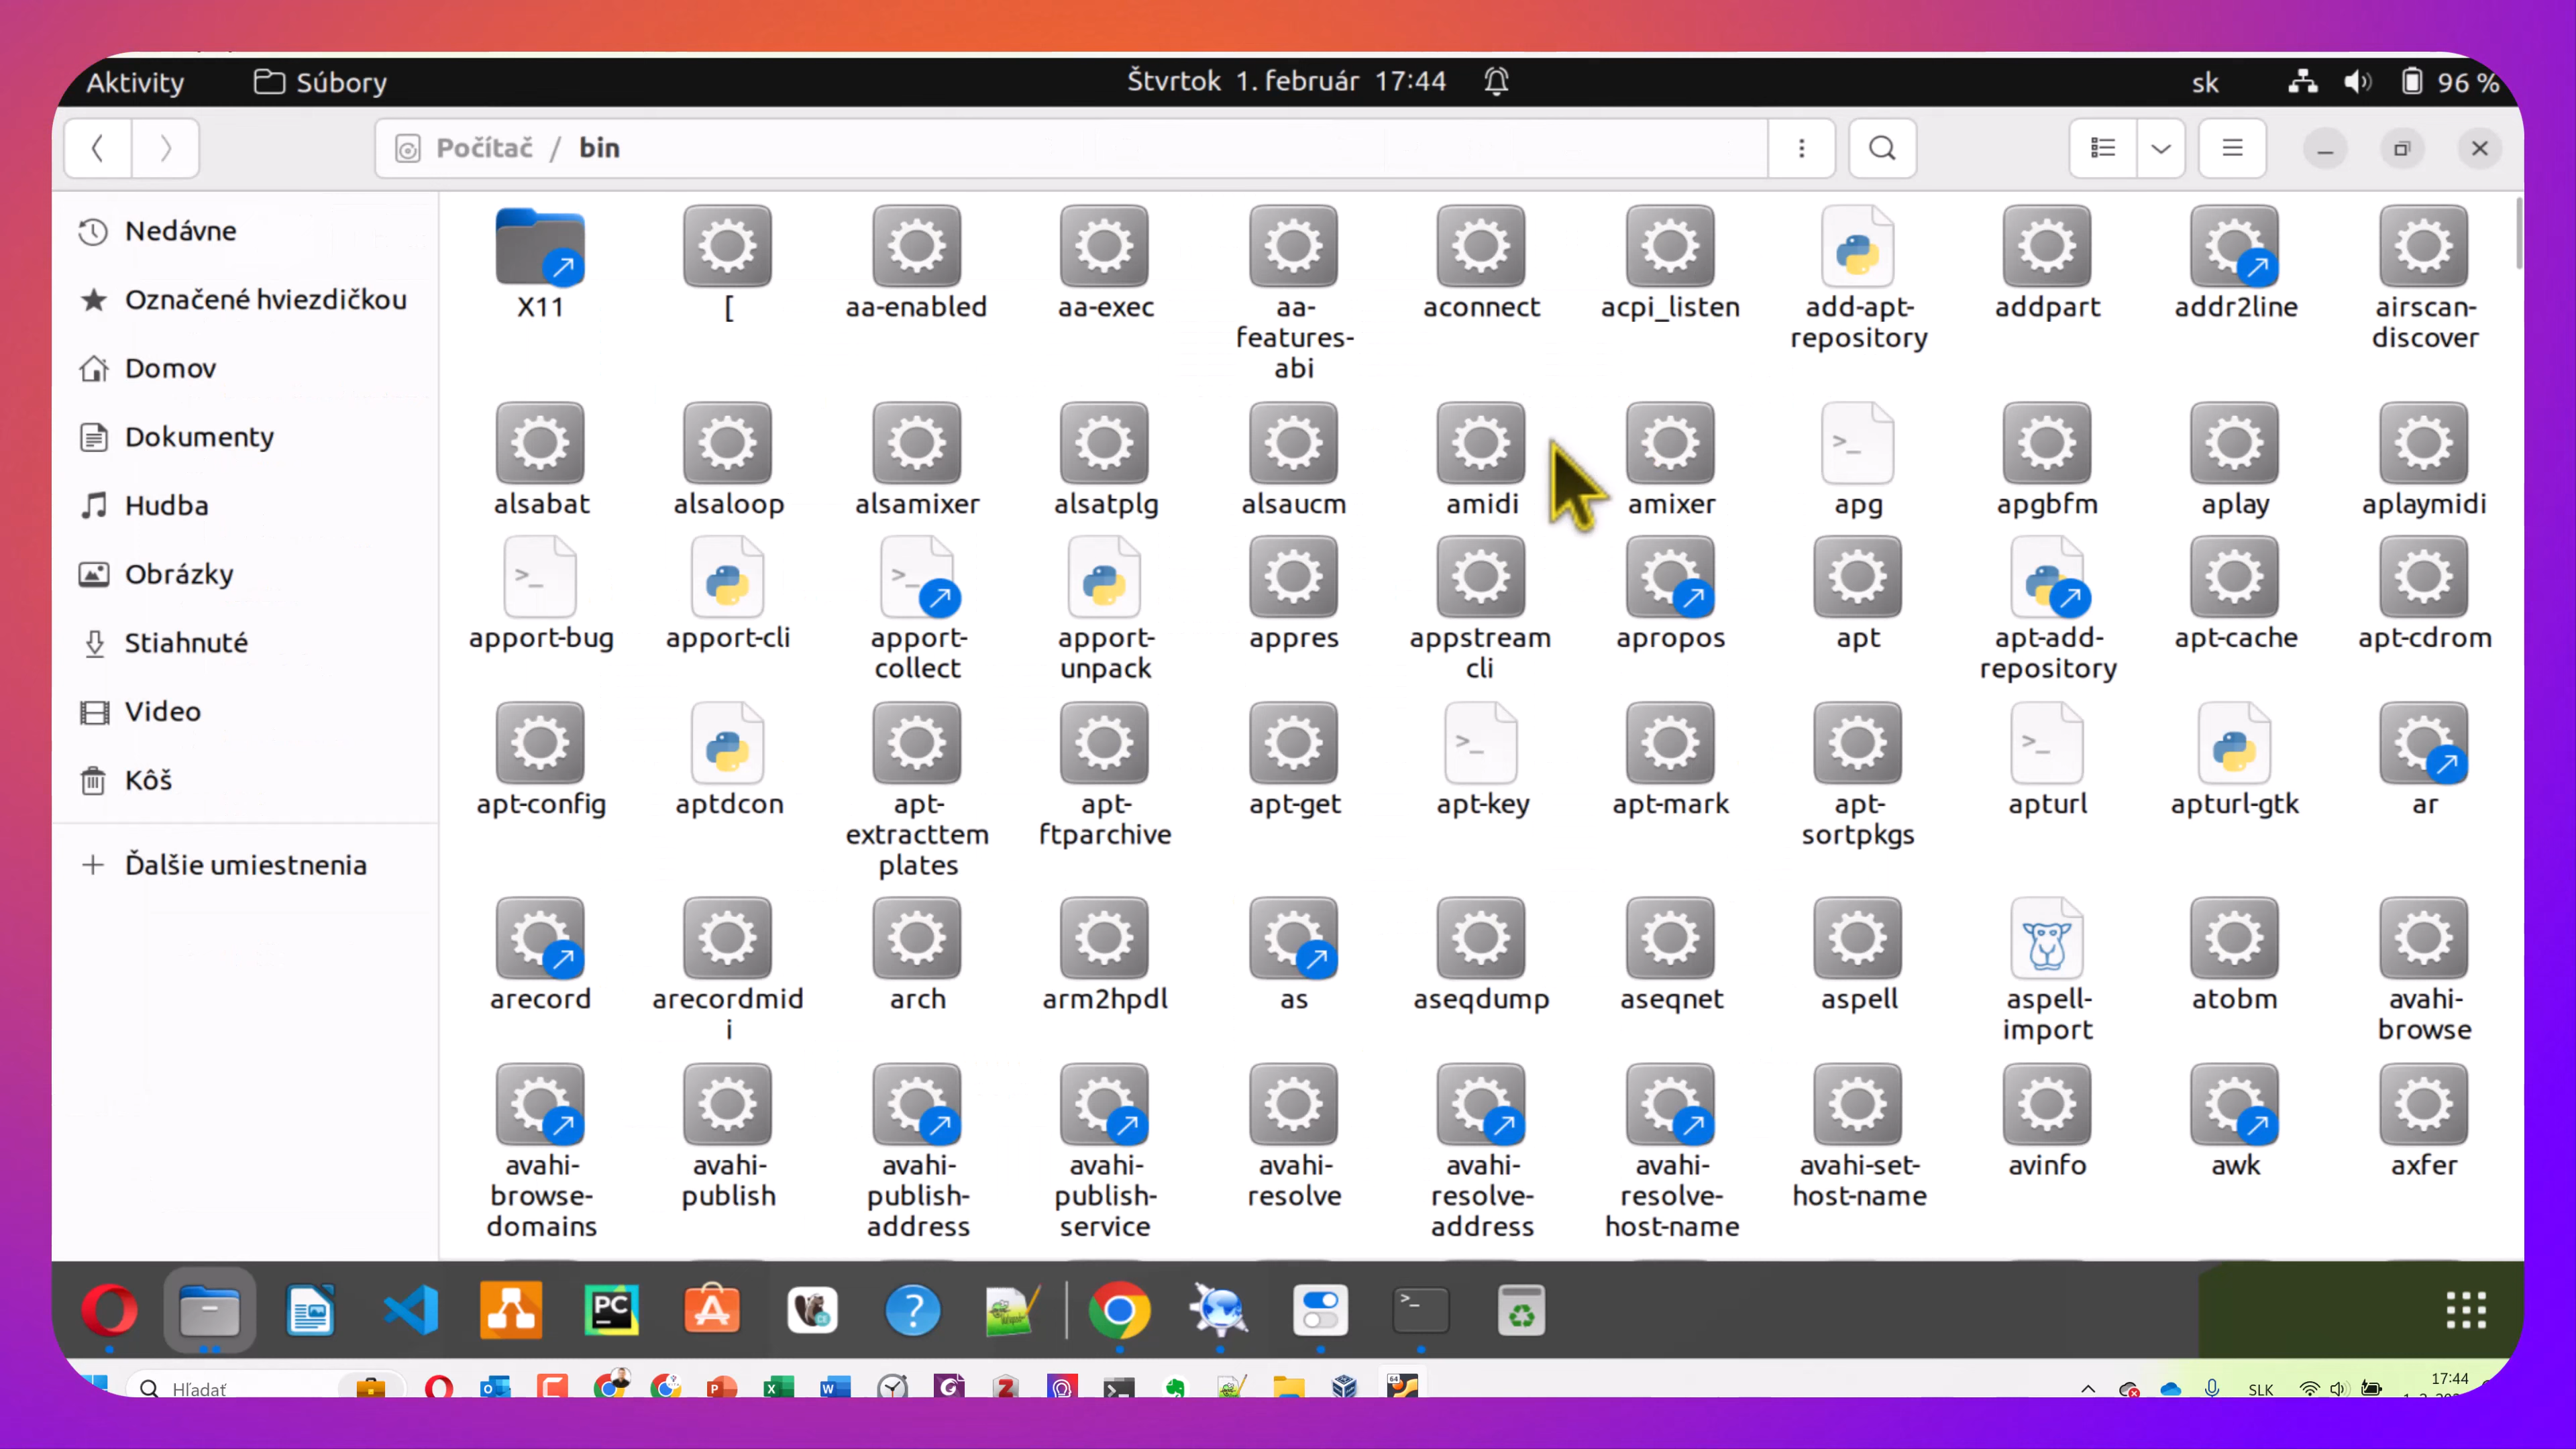 Aktivity Súbory Štvrtok 1. február 17:44 sk 96 %
Počítač / bin
Nedávne
Označené hviezdičkou
Domov
Dokumenty
Hudba
Obrázky
Stiahnuté
Video
Kôš
Ďalšie umiestnenia
X11 [ aa-enabled aa-exec aa- aconnect acpi_listen add-apt- addpart addr2line airscan-
features- repository discover
abi
alsabat alsaloop alsamixer alsatplg alsaucm amidi amixer apg apgbfm aplay aplaymidi
apport-bug apport-cli apport- apport- appres appstream apropos apt apt-add- apt-cache apt-cdrom
collect unpack cli repository
apt-config aptdcon apt- apt- apt-get apt-key apt-mark apt- apturl apturl-gtk ar
extracttem ftparchive sortpkgs
plates
arecord arecordmid arch arm2hpdl as aseqdump aseqnet aspell aspell- atobm avahi-
i import browse
avahi- avahi- avahi- avahi- avahi- avahi- avahi- avahi-set- avinfo awk axfer
browse- publish publish- publish- resolve resolve- resolve- host-name
domains address service address host-name
PC
Hľadať SLK 17:44